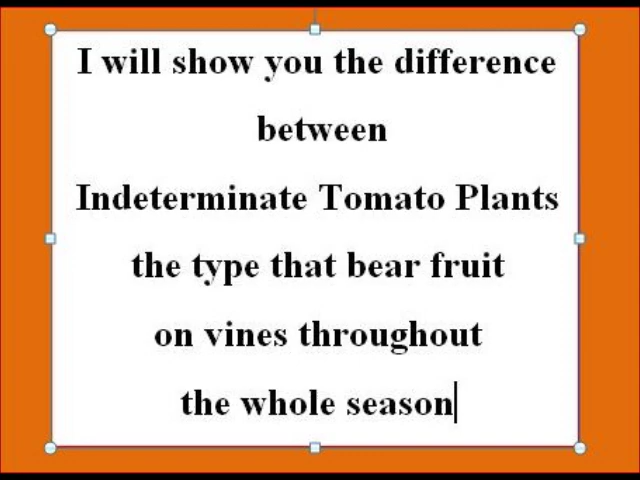 I will show you the difference
between
Indeterminate Tomato Plants
the type that bear fruit
on vines throughout
the whole season